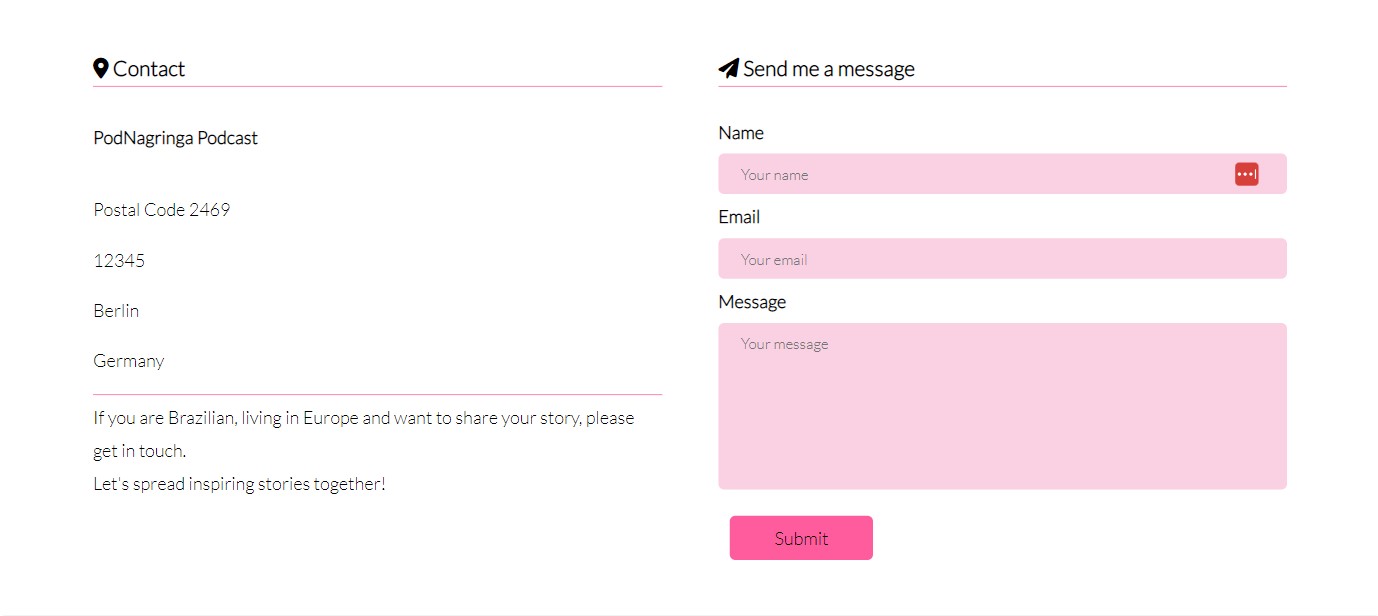 Contact
PodNagringa Podcast
Postal Code 2469
12345
Berlin
Germany
If you are Brazilian, living in Europe and want to share your story, please
get in touch.
Let's spread inspiring stories together!
Send me a message
Name
Your name
Email
Your email
Message
Your message
Submit